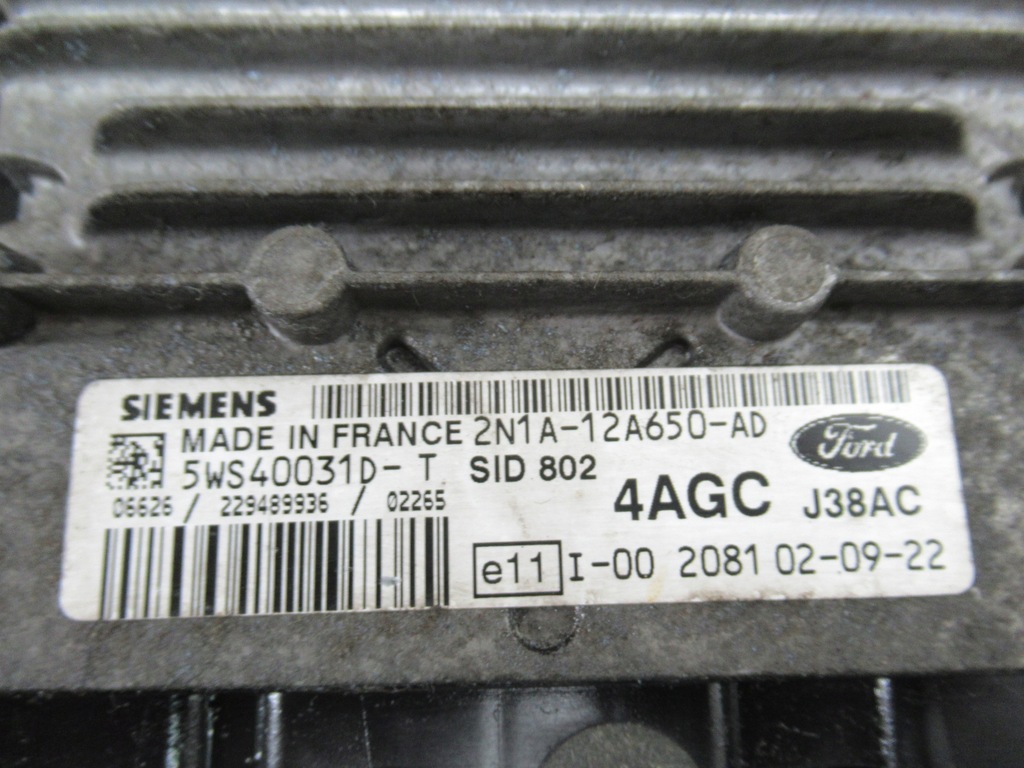 SIEMENS
MADE IN FRANCE 2N1A-12A650-AD
Ford
5WS40031D-T SID 802
06626 / 229489936 / 02265
4AGC J38AC
e11 I-00 2081 02-09-22